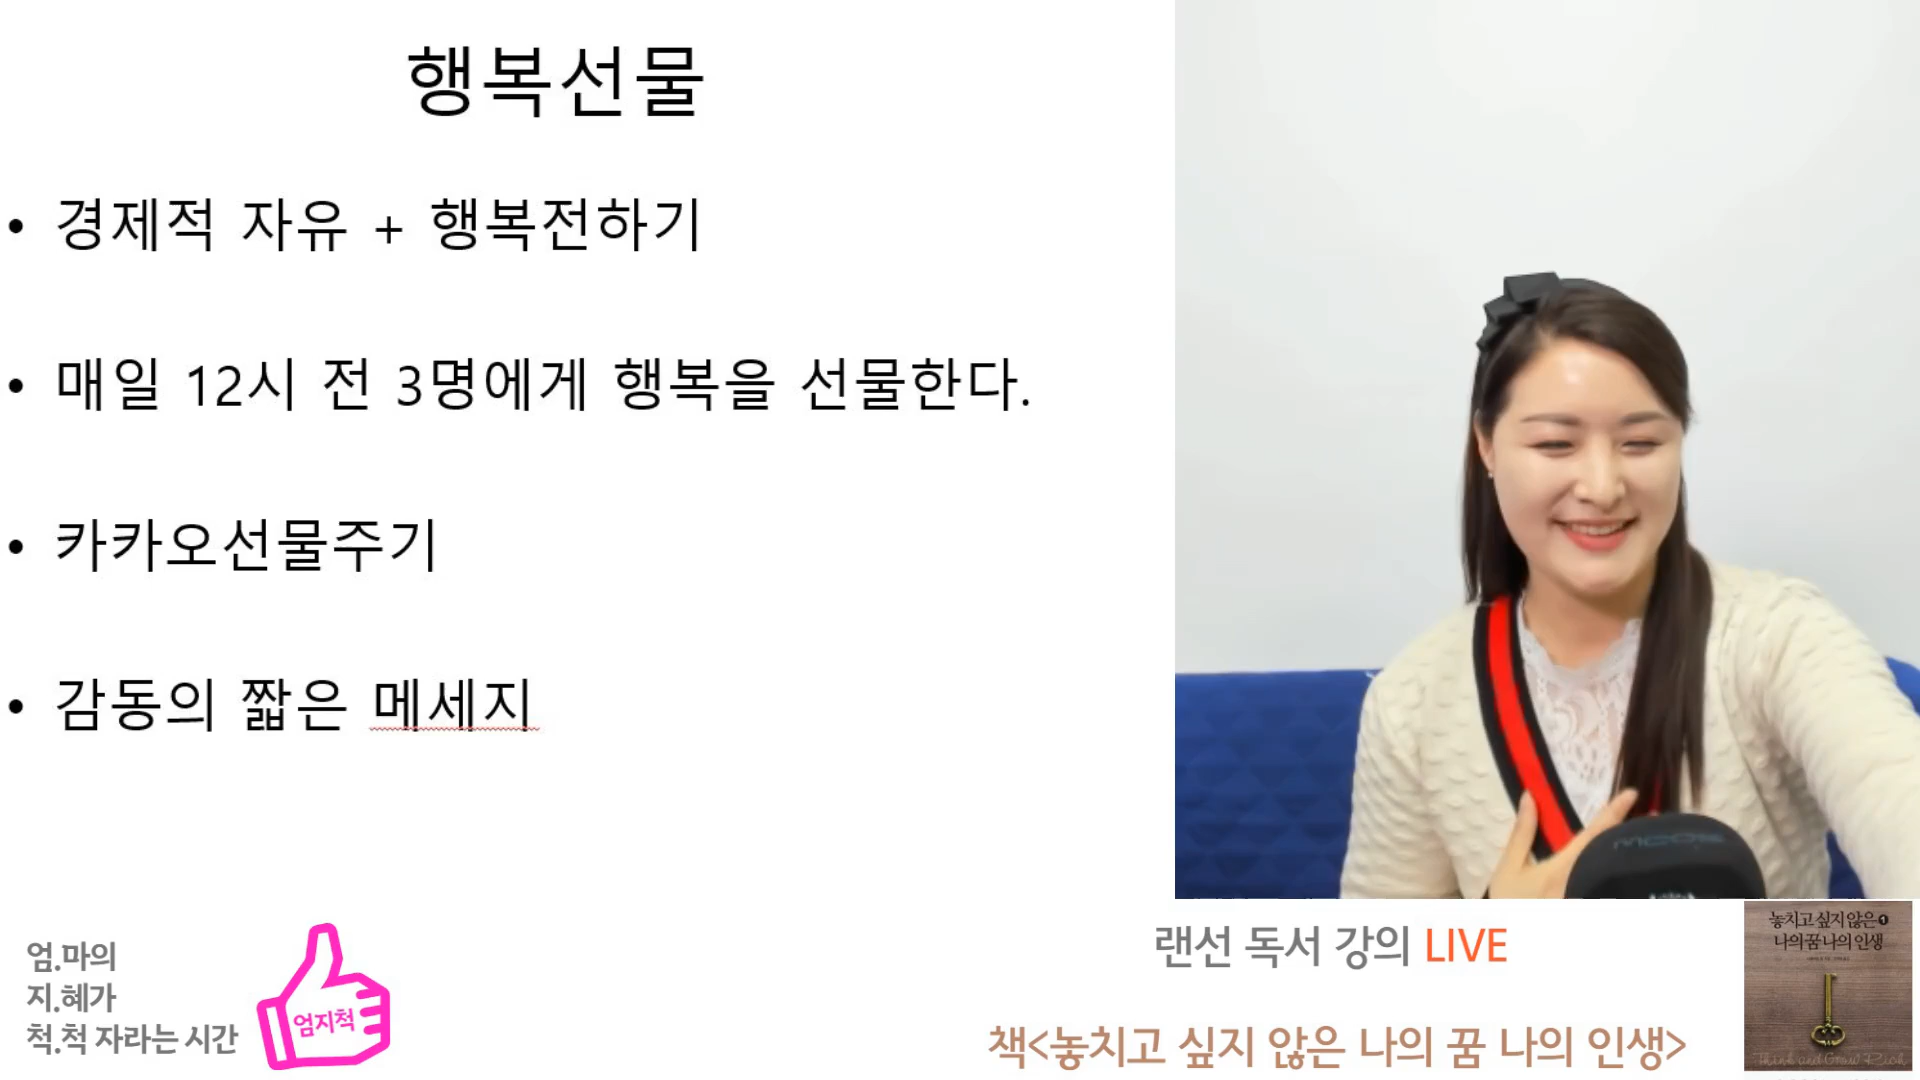 행복선물
• 경제적 자유 + 행복전하기
• 매일 12시 전 3명에게 행복을 선물한다.
• 카카오선물주기
• 감동의 짧은 메세지
엄.마의
지.혜가
척.척 자라는 시간
엄지척
랜선 독서 강의 LIVE
책<놓치고 싶지 않은 나의 꿈 나의 인생>
놓치고 싶지 않은 1
나의 꿈 나의 인생
Think and Grow Rich